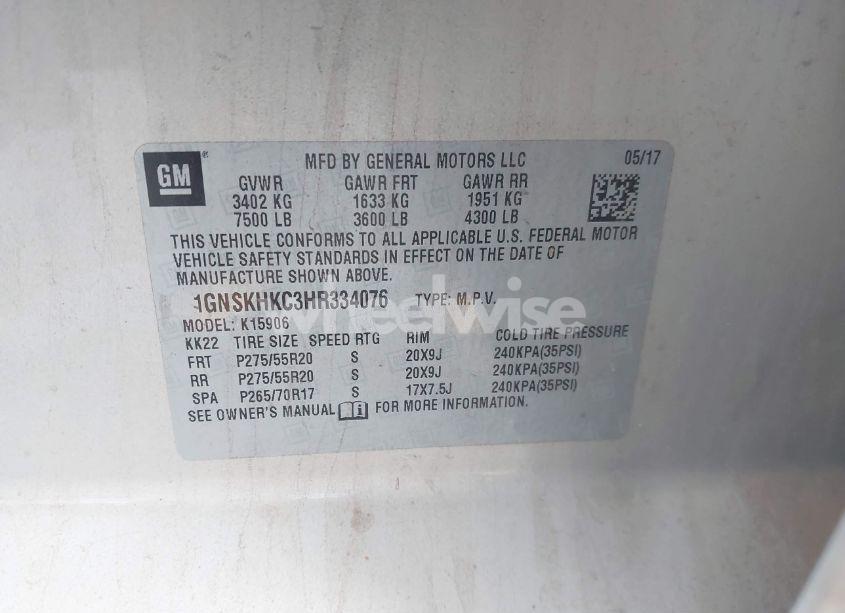 GM ® MFD BY GENERAL MOTORS LLC 05/17
GVWR GAWR FRT GAWR RR
3402 KG 1633 KG 1951 KG
7500 LB 3600 LB 4300 LB
THIS VEHICLE CONFORMS TO ALL APPLICABLE U.S. FEDERAL MOTOR
VEHICLE SAFETY STANDARDS IN EFFECT ON THE DATE OF
MANUFACTURE SHOWN ABOVE.
1GNSKHKC3HR334076 TYPE: M.P.V.
wheelwise
MODEL: K15906
KK22 TIRE SIZE SPEED RTG RIM COLD TIRE PRESSURE
FRT P275/55R20 S 20X9J 240KPA(35PSI)
RR P275/55R20 S 20X9J 240KPA(35PSI)
SPA P265/70R17 S 17X7.5J 240KPA(35PSI)
SEE OWNER'S MANUAL FOR MORE INFORMATION.